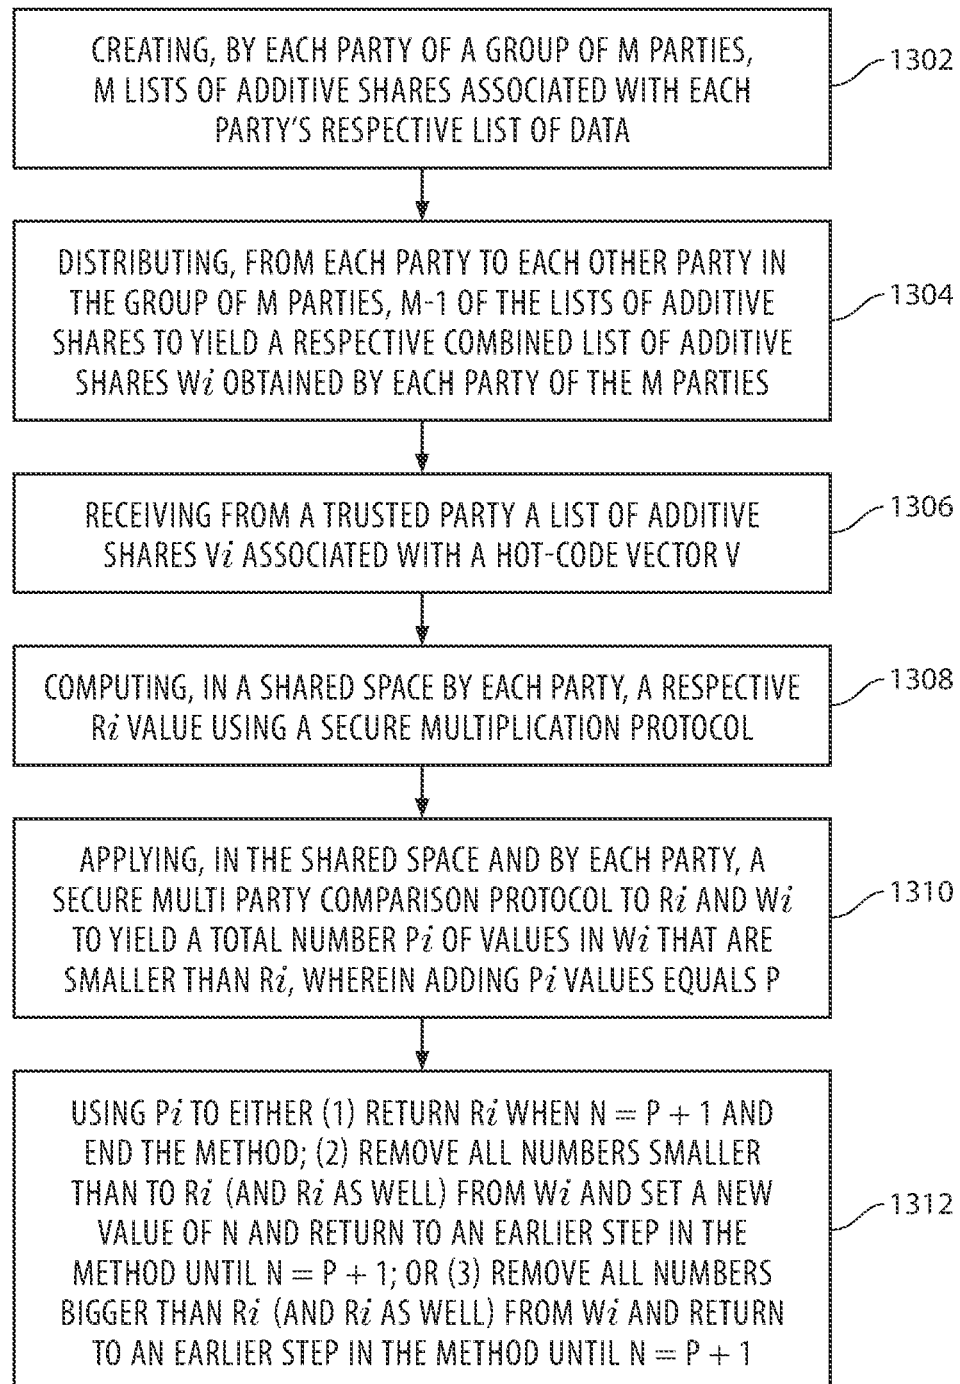 CREATING, BY EACH PARTY OF A GROUP OF M PARTIES,
M LISTS OF ADDITIVE SHARES ASSOCIATED WITH EACH
PARTY'S RESPECTIVE LIST OF DATA
1302
DISTRIBUTING, FROM EACH PARTY TO EACH OTHER PARTY IN
THE GROUP OF M PARTIES, M-1 OF THE LISTS OF ADDITIVE
SHARES TO YIELD A RESPECTIVE COMBINED LIST OF ADDITIVE
SHARES Wi OBTAINED BY EACH PARTY OF THE M PARTIES
1304
RECEIVING FROM A TRUSTED PARTY A LIST OF ADDITIVE
SHARES Vi ASSOCIATED WITH A HOT-CODE VECTOR V
1306
COMPUTING, IN A SHARED SPACE BY EACH PARTY, A RESPECTIVE
Ri VALUE USING A SECURE MULTIPLICATION PROTOCOL
1308
APPLYING, IN THE SHARED SPACE AND BY EACH PARTY, A
SECURE MULTI PARTY COMPARISON PROTOCOL TO Ri AND Wi
TO YIELD A TOTAL NUMBER Pi OF VALUES IN Wi THAT ARE
SMALLER THAN Ri, WHEREIN ADDING Pi VALUES EQUALS P
1310
USING Pi TO EITHER (1) RETURN Ri WHEN N = P + 1 AND
END THE METHOD; (2) REMOVE ALL NUMBERS SMALLER
THAN TO Ri (AND Ri AS WELL) FROM Wi AND SET A NEW
VALUE OF N AND RETURN TO AN EARLIER STEP IN THE
METHOD UNTIL N = P + 1; OR (3) REMOVE ALL NUMBERS
BIGGER THAN Ri (AND Ri AS WELL) FROM Wi AND RETURN
TO AN EARLIER STEP IN THE METHOD UNTIL N = P + 1
1312